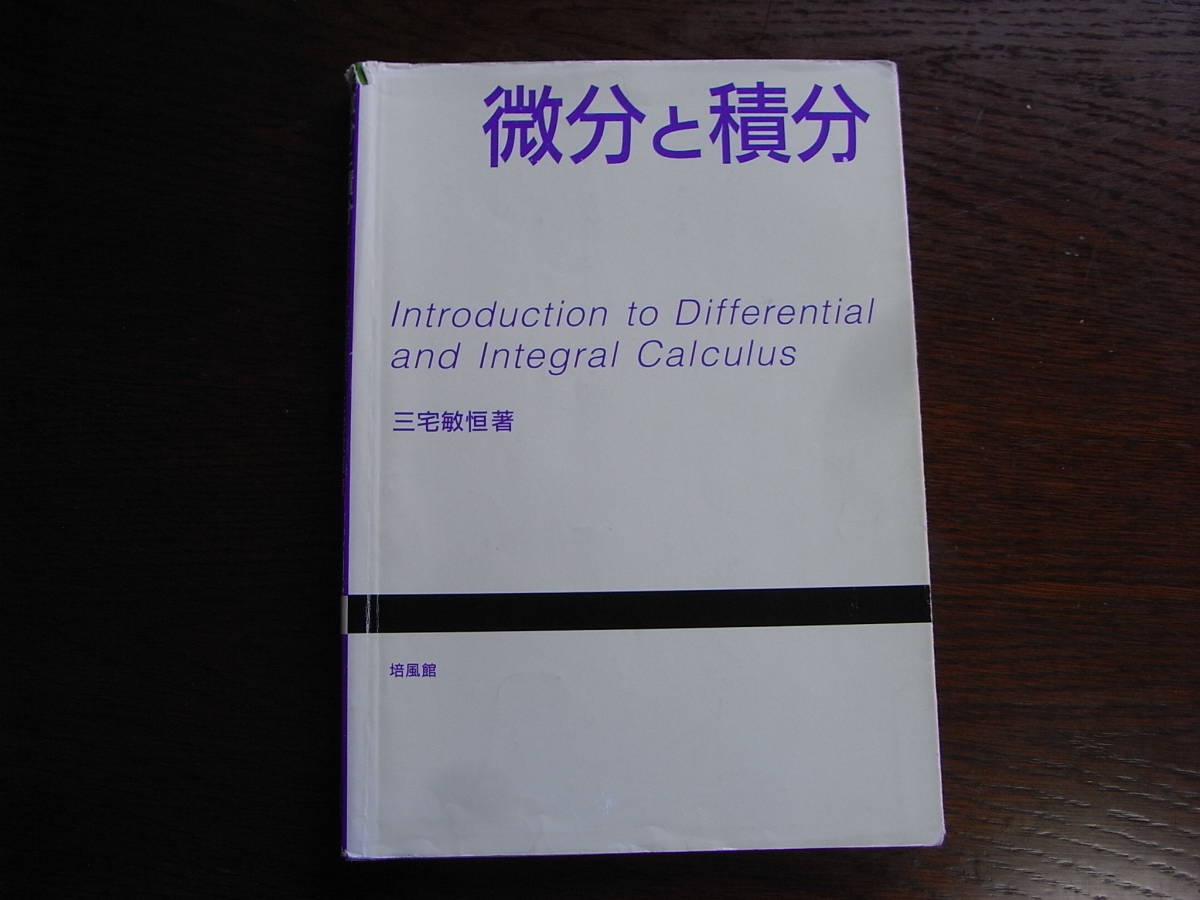 微分と積分
Introduction to Differential
and Integral Calculus
三宅敏恒著
培風館